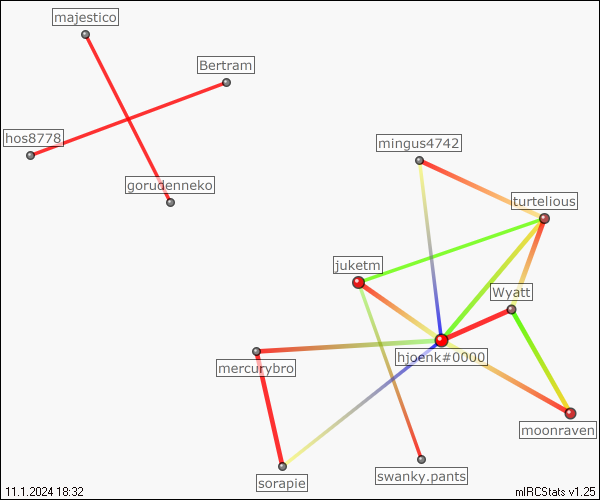 majestico
Bertram
hos8778
mingus4742
gorudenneko
turtelious
juketm
Wyatt
hjoenk#0000
mercurybro
moonraven
swanky.pants
sorapie
11.1.2024 18:32
mIRCStats v1.25